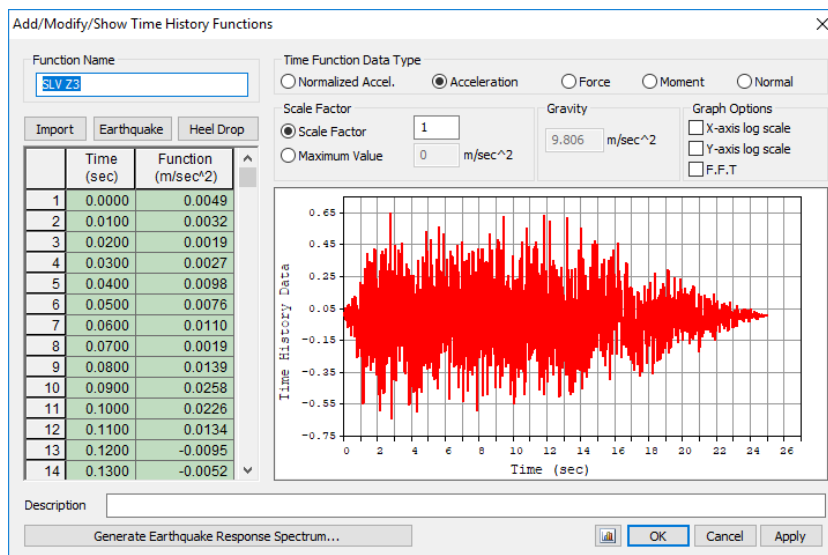 Add/Modify/Show Time History Functions
Function Name
SLV Z3
Time Function Data Type
Normalized Accel. Acceleration Force Moment Normal
Import Earthquake Heel Drop
Scale Factor
Scale Factor 1
Maximum Value 0 m/sec^2
Gravity
9.806 m/sec^2
Graph Options
X-axis log scale
Y-axis log scale
F.F.T
Time (sec) Function (m/sec^2)
1 0.0000 0.0049
2 0.0100 0.0032
3 0.0200 0.0019
4 0.0300 0.0027
5 0.0400 0.0098
6 0.0500 0.0076
7 0.0600 0.0110
8 0.0700 0.0019
9 0.0800 0.0139
10 0.0900 0.0258
11 0.1000 0.0226
12 0.1100 0.0134
13 0.1200 -0.0095
14 0.1300 -0.0052
Time History Data
0.65
0.45
0.25
0.05
-0.15
-0.35
-0.55
-0.75
0 2 4 6 8 10 12 14 16 18 20 22 24 26
Time (sec)
Description
Generate Earthquake Response Spectrum... OK Cancel Apply